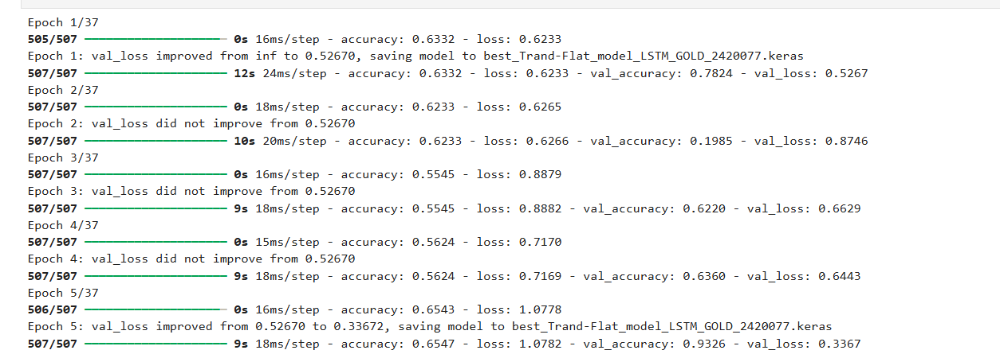 Epoch 1/37
505/507 ━━━━━━━━━━━━━━━━━━━━ 0s 16ms/step - accuracy: 0.6332 - loss: 0.6233
Epoch 1: val_loss improved from inf to 0.52670, saving model to best_Trand-Flat_model_LSTM_GOLD_2420077.keras
507/507 ━━━━━━━━━━━━━━━━━━━━ 12s 24ms/step - accuracy: 0.6332 - loss: 0.6233 - val_accuracy: 0.7824 - val_loss: 0.5267
Epoch 2/37
507/507 ━━━━━━━━━━━━━━━━━━━━ 0s 18ms/step - accuracy: 0.6233 - loss: 0.6265
Epoch 2: val_loss did not improve from 0.52670
507/507 ━━━━━━━━━━━━━━━━━━━━ 10s 20ms/step - accuracy: 0.6233 - loss: 0.6266 - val_accuracy: 0.1985 - val_loss: 0.8746
Epoch 3/37
507/507 ━━━━━━━━━━━━━━━━━━━━ 0s 16ms/step - accuracy: 0.5545 - loss: 0.8879
Epoch 3: val_loss did not improve from 0.52670
507/507 ━━━━━━━━━━━━━━━━━━━━ 9s 18ms/step - accuracy: 0.5545 - loss: 0.8882 - val_accuracy: 0.6220 - val_loss: 0.6629
Epoch 4/37
507/507 ━━━━━━━━━━━━━━━━━━━━ 0s 15ms/step - accuracy: 0.5624 - loss: 0.7170
Epoch 4: val_loss did not improve from 0.52670
507/507 ━━━━━━━━━━━━━━━━━━━━ 9s 18ms/step - accuracy: 0.5624 - loss: 0.7169 - val_accuracy: 0.6360 - val_loss: 0.6443
Epoch 5/37
506/507 ━━━━━━━━━━━━━━━━━━━━ 0s 16ms/step - accuracy: 0.6543 - loss: 1.0778
Epoch 5: val_loss improved from 0.52670 to 0.33672, saving model to best_Trand-Flat_model_LSTM_GOLD_2420077.keras
507/507 ━━━━━━━━━━━━━━━━━━━━ 9s 18ms/step - accuracy: 0.6547 - loss: 1.0782 - val_accuracy: 0.9326 - val_loss: 0.3367